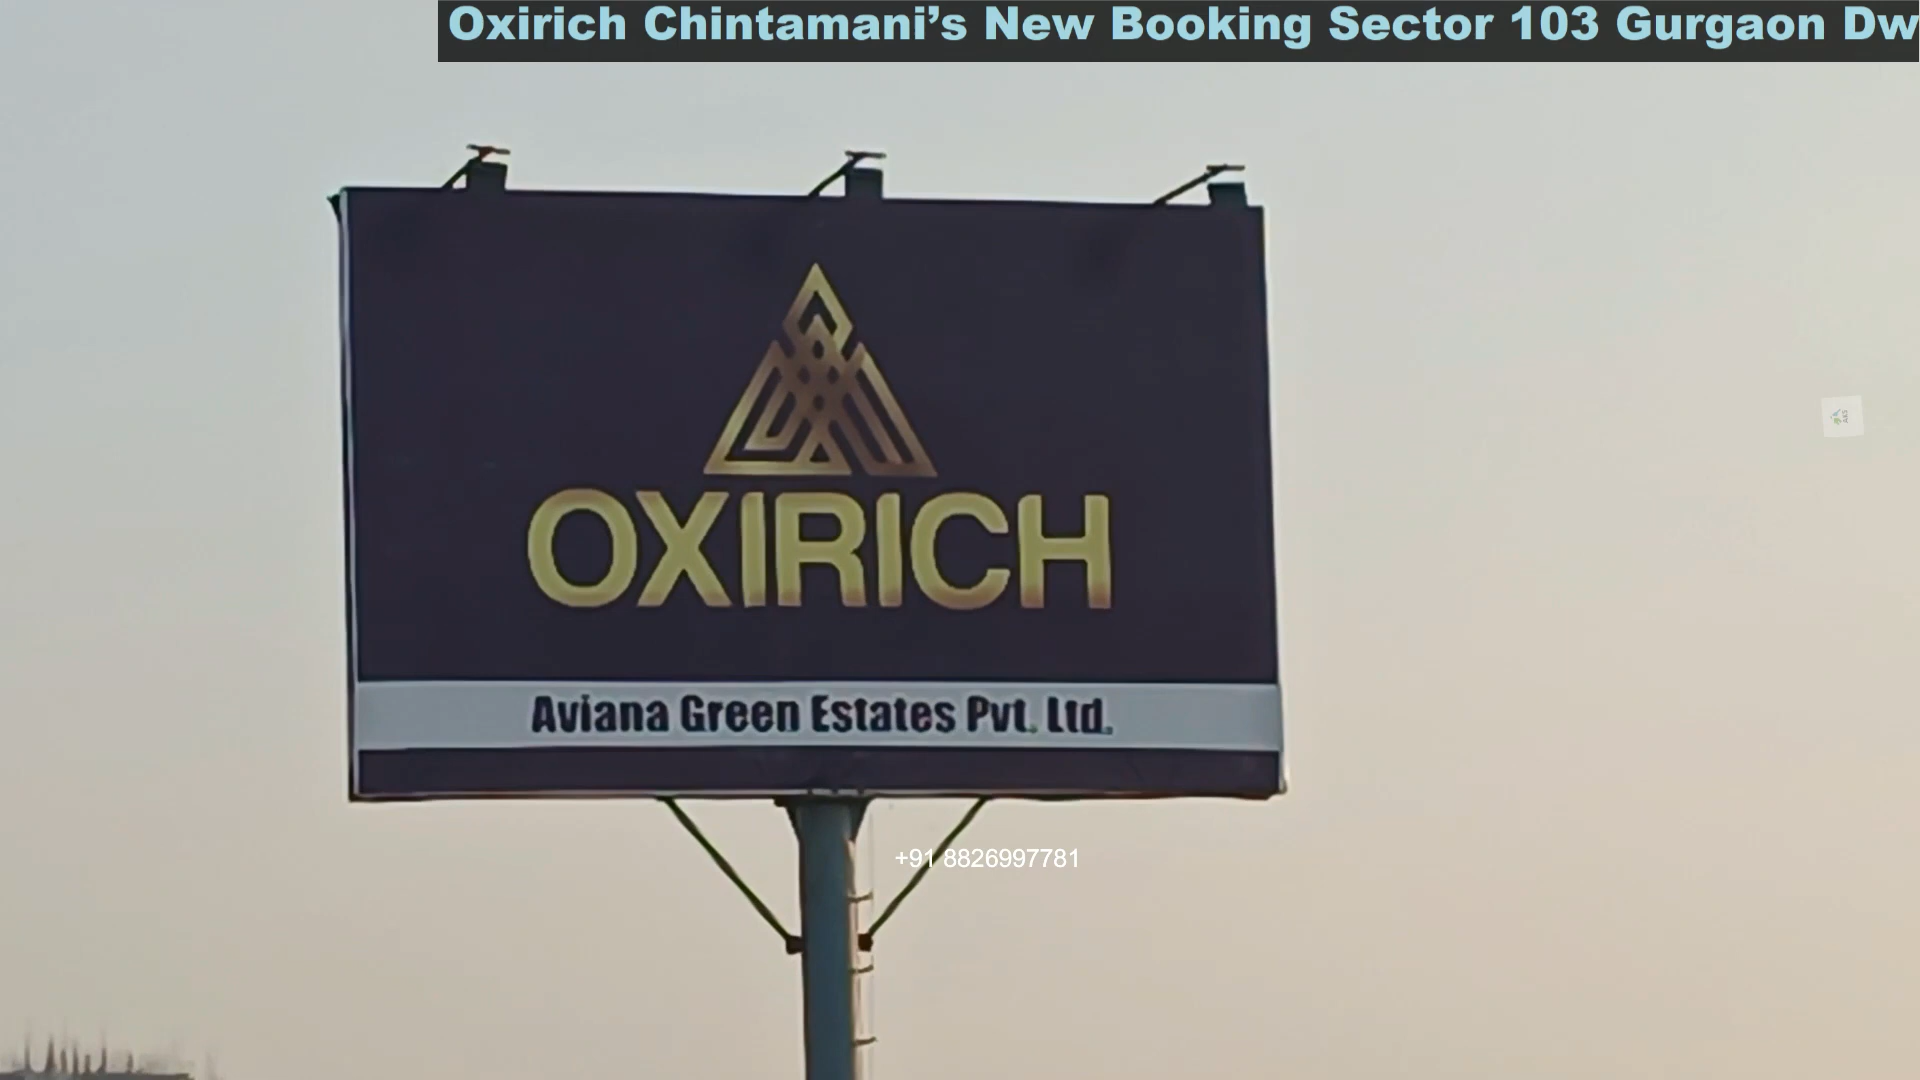 Oxirich Chintamani’s New Booking Sector 103 Gurgaon Dw
OXIRICH
Aviana Green Estates Pvt. Ltd.
+91 8826997781